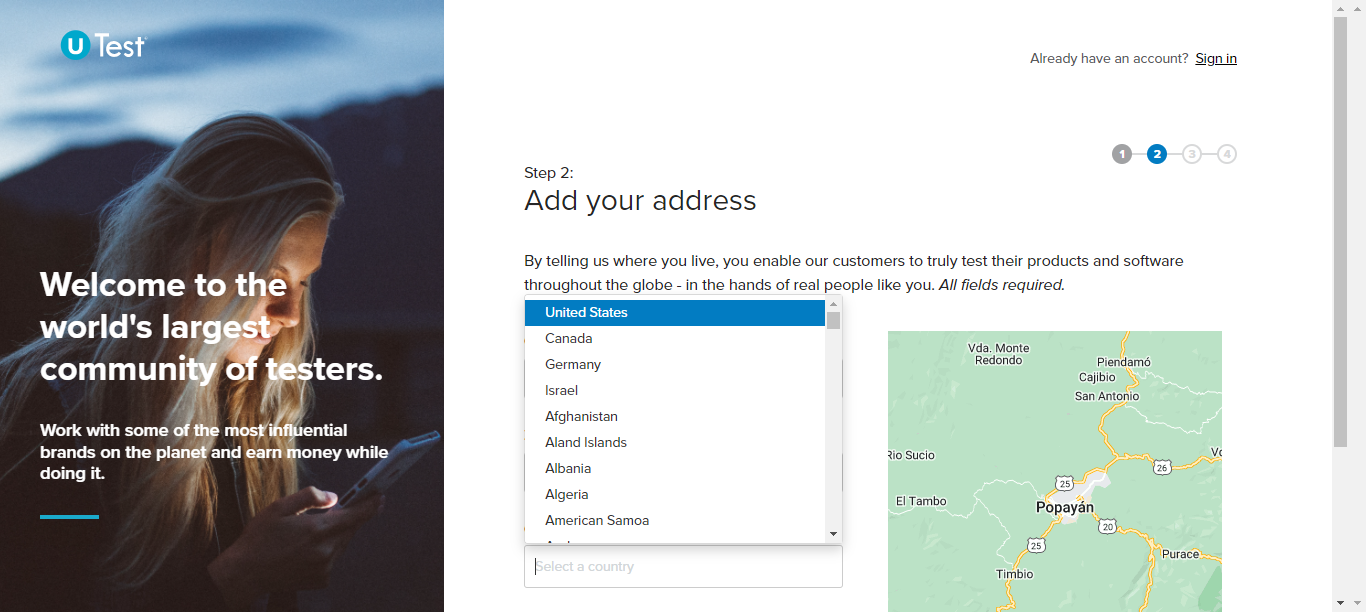 U Test
Already have an account? Sign in
1 2 3 4
Step 2:
Add your address
By telling us where you live, you enable our customers to truly test their products and software
throughout the globe - in the hands of real people like you. All fields required.
Welcome to the
world's largest
community of testers.
Work with some of the most influential
brands on the planet and earn money while
doing it.
United States
Canada
Germany
Israel
Afghanistan
Aland Islands
Albania
Algeria
American Samoa
Select a country
Vda. Monte
Redondo
Piendamó
Cajibio
San Antonio
Rio Sucio
26
25
El Tambo
Popayán
20
25
Purace
Timbio